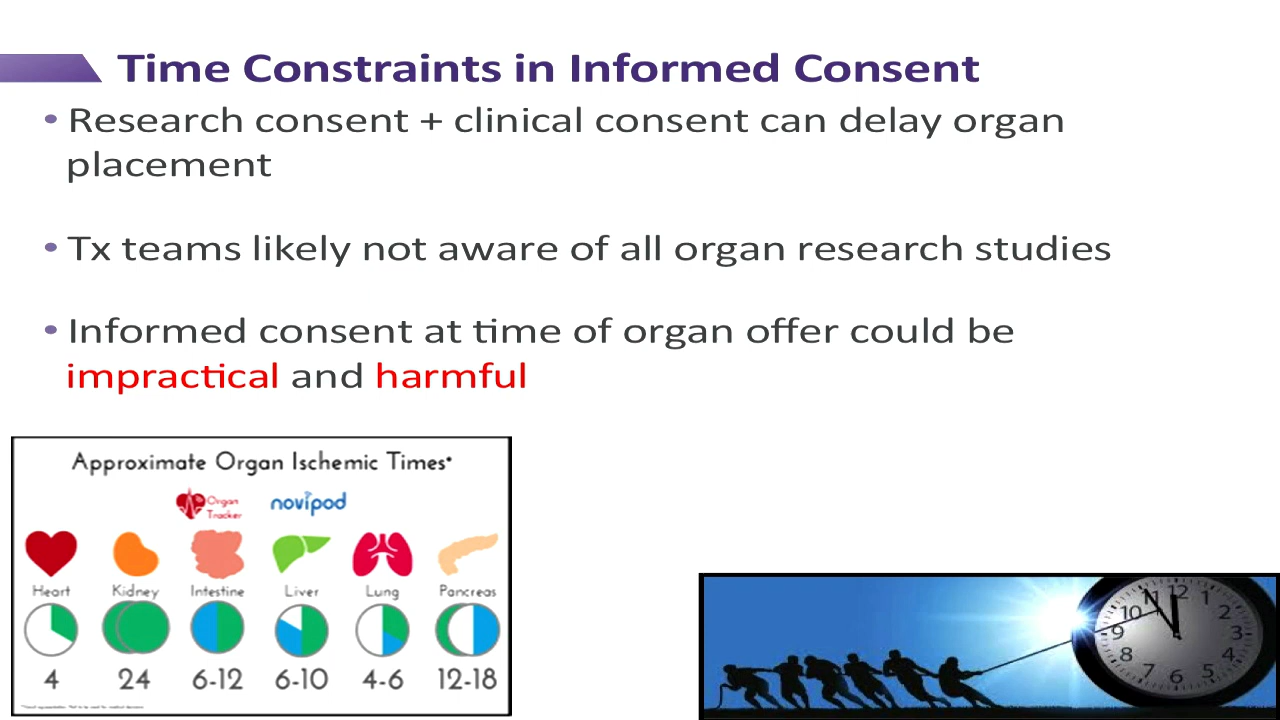 Time Constraints in Informed Consent
• Research consent + clinical consent can delay organ
placement
• Tx teams likely not aware of all organ research studies
• Informed consent at time of organ offer could be
impractical and harmful
Approximate Organ Ischemic Times*
Organ
Tracker
novipod
Heart Kidney Intestine Liver Lung Pancreas
4 24 6-12 6-10 4-6 12-18
11 12 1
10 2
9 3
8 4
7 6 5